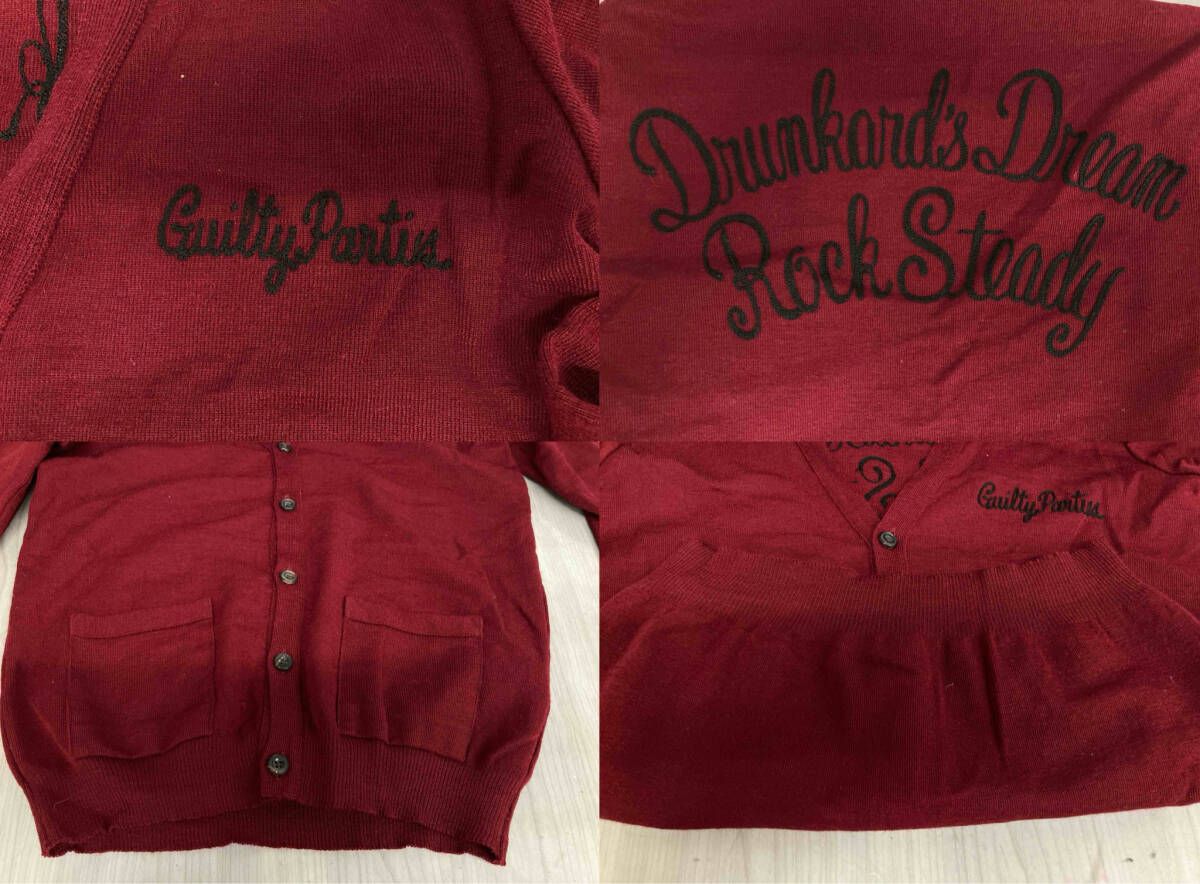 Guilty Parties.
Drunkard's Dream
Rock Steady
Guilty Parties